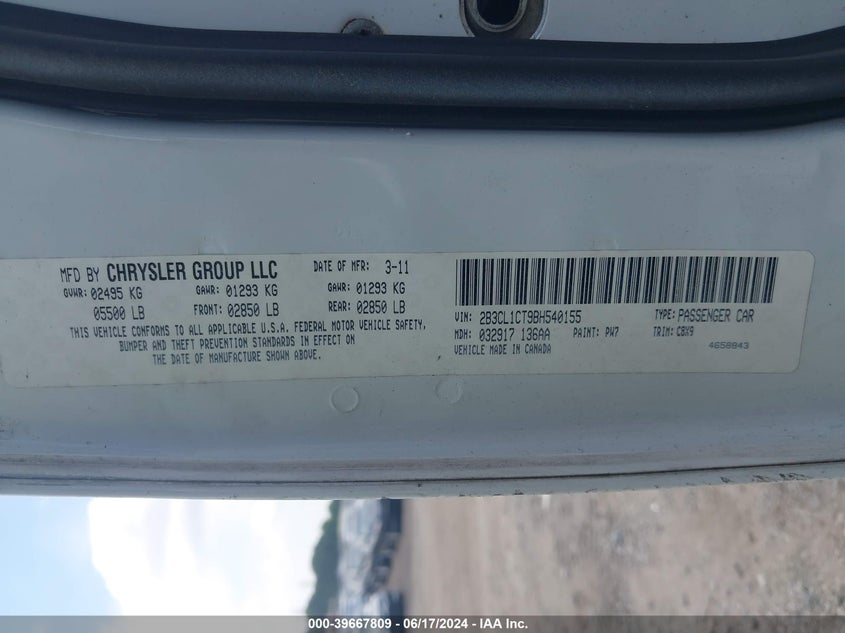 MFD BY CHRYSLER GROUP LLC DATE OF MFR: 3-11
GVWR: 02495 KG GAWR: 01293 KG GAWR: 01293 KG
05500 LB FRONT: 02850 LB REAR: 02850 LB
THIS VEHICLE CONFORMS TO ALL APPLICABLE U.S.A. FEDERAL MOTOR VEHICLE SAFETY,
BUMPER AND THEFT PREVENTION STANDARDS IN EFFECT ON
THE DATE OF MANUFACTURE SHOWN ABOVE.
VIN: 2B3CL1CT9BH540155 TYPE: PASSENGER CAR
MDH: 032917 136AA PAINT: PW7 TRIM: CBX9
VEHICLE MADE IN CANADA 4658843
000-39667809 - 06/17/2024 - IAA Inc.